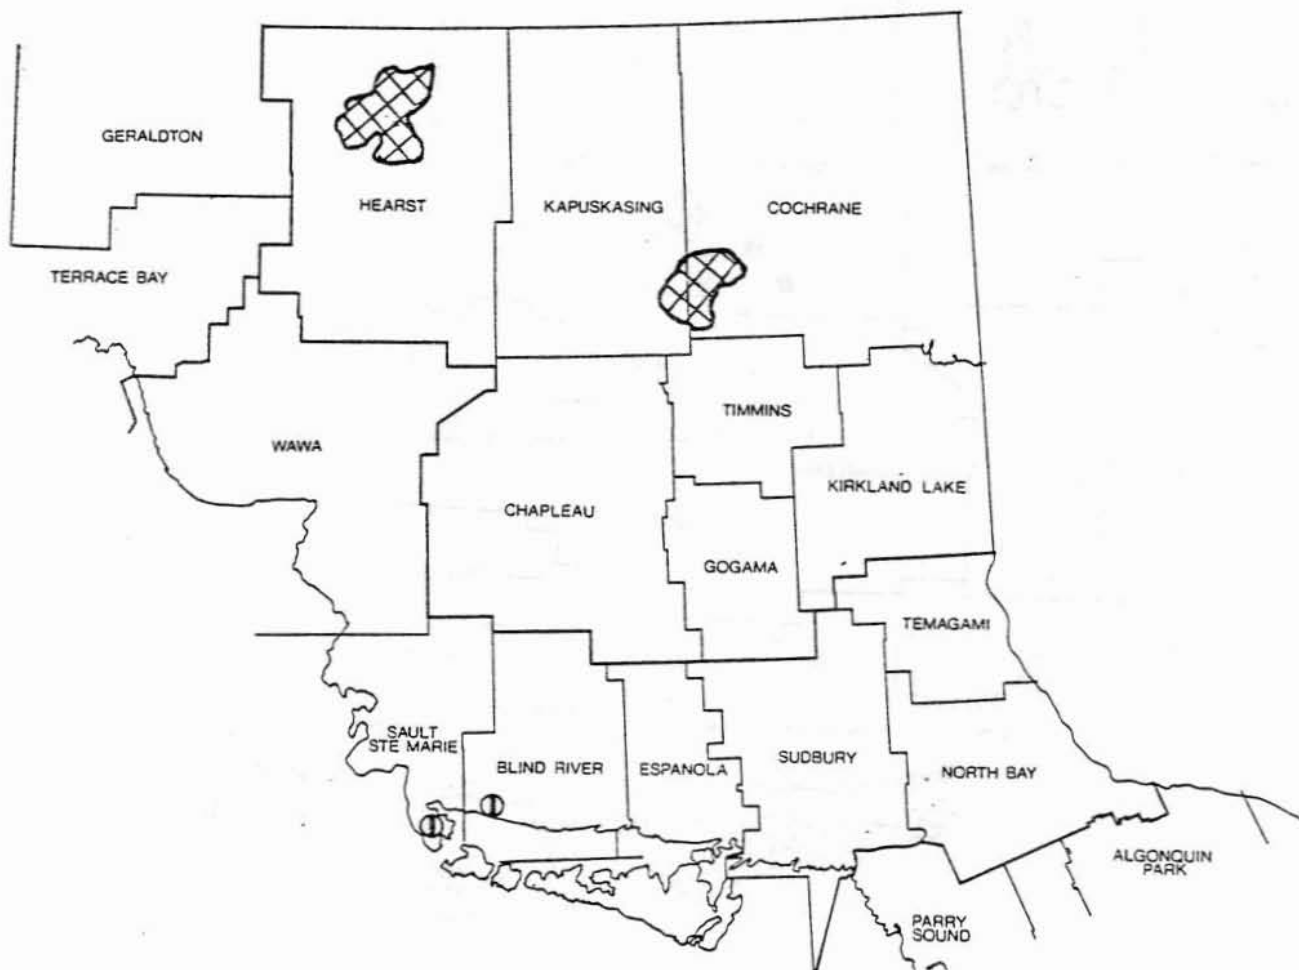 GERALDTON
HEARST
KAPUSKASING
COCHRANE
TERRACE BAY
TIMMINS
WAWA
KIRKLAND LAKE
CHAPLEAU
GOGAMA
TEMAGAMI
SAULT
STE MARIE
BLIND RIVER
ESPANOLA
SUDBURY
NORTH BAY
ALGONQUIN
PARK
PARRY
SOUND